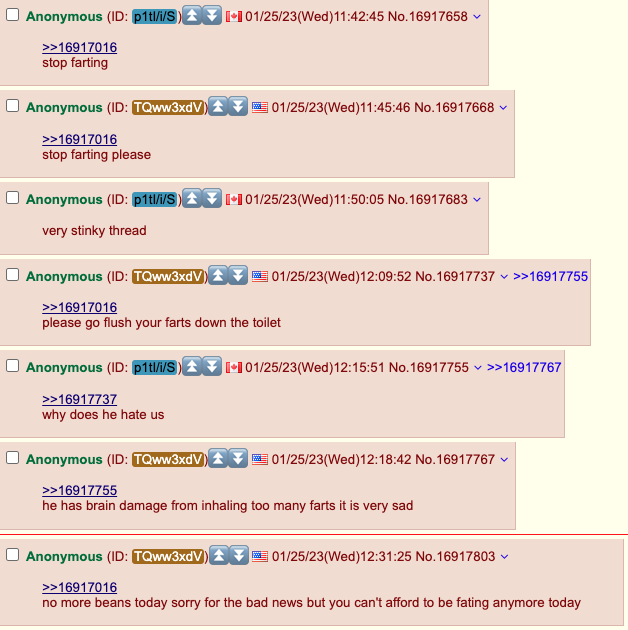 Anonymous (ID: p1tI/i/S) 01/25/23(Wed)11:42:45 No.16917658
>>16917016
stop farting
Anonymous (ID: TQww3xdV) 01/25/23(Wed)11:45:46 No.16917668
>>16917016
stop farting please
Anonymous (ID: p1tI/i/S) 01/25/23(Wed)11:50:05 No.16917683
very stinky thread
Anonymous (ID: TQww3xdV) 01/25/23(Wed)12:09:52 No.16917737 >>16917755
>>16917016
please go flush your farts down the toilet
Anonymous (ID: p1tI/i/S) 01/25/23(Wed)12:15:51 No.16917755 >>16917767
>>16917737
why does he hate us
Anonymous (ID: TQww3xdV) 01/25/23(Wed)12:18:42 No.16917767
>>16917755
he has brain damage from inhaling too many farts it is very sad
Anonymous (ID: TQww3xdV) 01/25/23(Wed)12:31:25 No.16917803
>>16917016
no more beans today sorry for the bad news but you can't afford to be fating anymore today